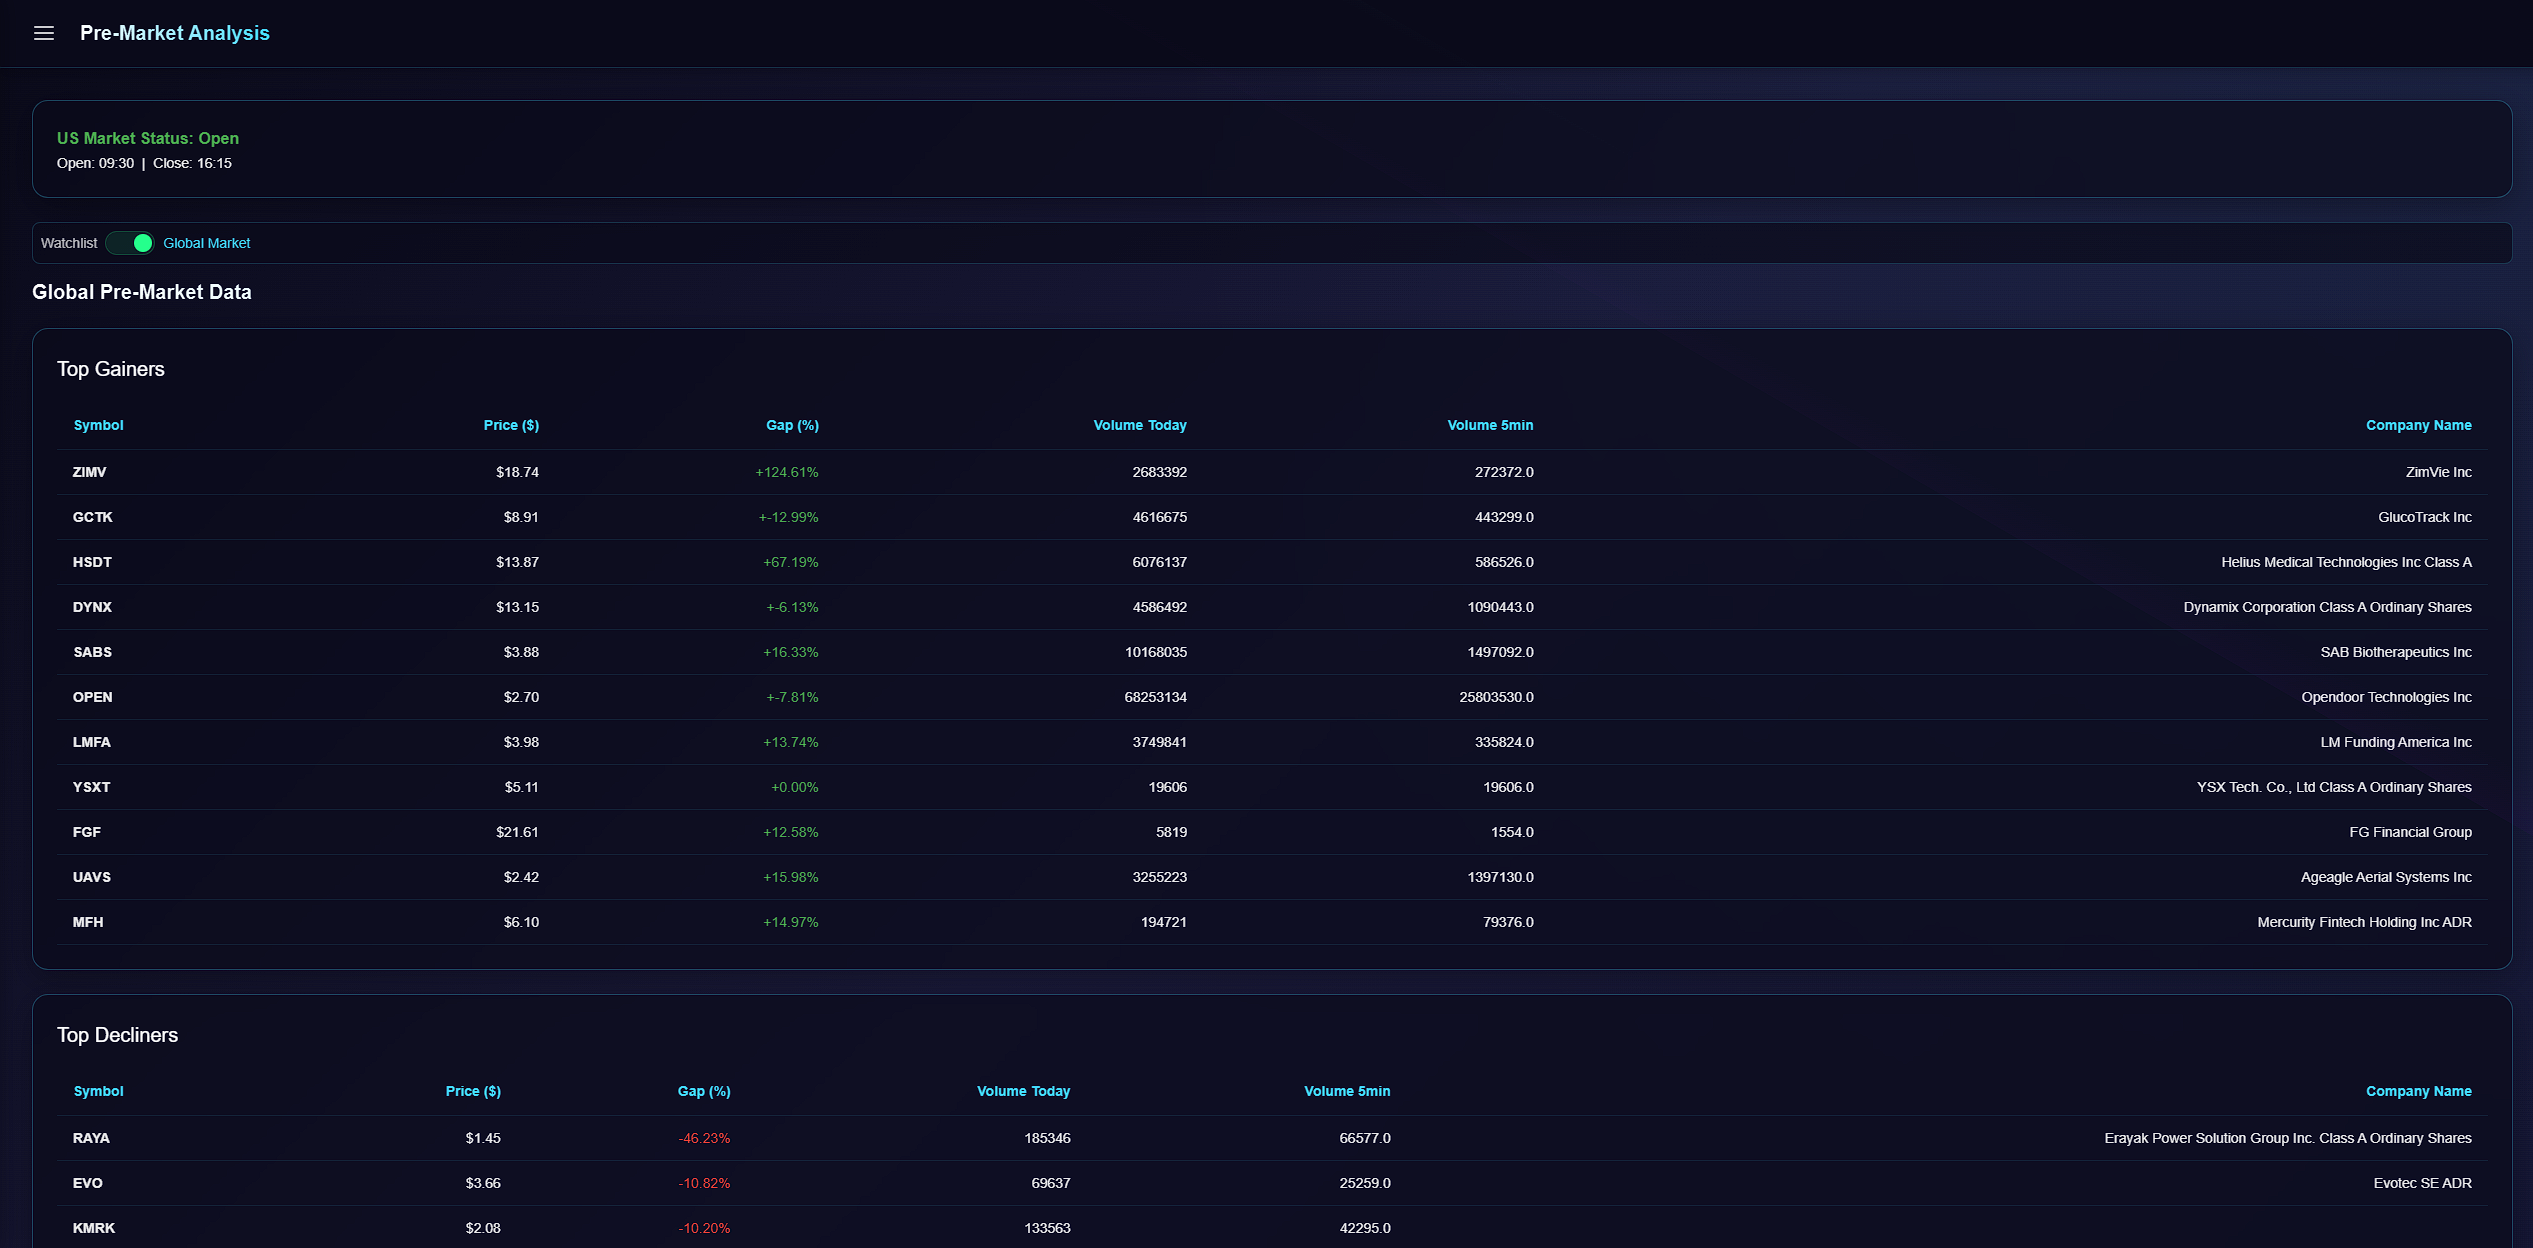 Pre-Market Analysis
US Market Status: Open
Open: 09:30 | Close: 16:15
Watchlist Global Market
Global Pre-Market Data
Top Gainers
Symbol Price ($) Gap (%) Volume Today Volume 5min Company Name
ZIMV $18.74 +124.61% 2683392 272372.0 ZimVie Inc
GCTK $8.91 +-12.99% 4616675 443299.0 GlucoTrack Inc
HSDT $13.87 +67.19% 6076137 586526.0 Helius Medical Technologies Inc Class A
DYNX $13.15 +-6.13% 4586492 1090443.0 Dynamix Corporation Class A Ordinary Shares
SABS $3.88 +16.33% 10168035 1497092.0 SAB Biotherapeutics Inc
OPEN $2.70 +-7.81% 68253134 25803530.0 Opendoor Technologies Inc
LMFA $3.98 +13.74% 3749841 335824.0 LM Funding America Inc
YSXT $5.11 +0.00% 19606 19606.0 YSX Tech. Co., Ltd Class A Ordinary Shares
FGF $21.61 +12.58% 5819 1554.0 FG Financial Group
UAVS $2.42 +15.98% 3255223 1397130.0 Ageagle Aerial Systems Inc
MFH $6.10 +14.97% 194721 79376.0 Mercurity Fintech Holding Inc ADR
Top Decliners
Symbol Price ($) Gap (%) Volume Today Volume 5min Company Name
RAYA $1.45 -46.23% 185346 66577.0 Erayak Power Solution Group Inc. Class A Ordinary Shares
EVO $3.66 -10.82% 69637 25259.0 Evotec SE ADR
KMRK $2.08 -10.20% 133563 42295.0